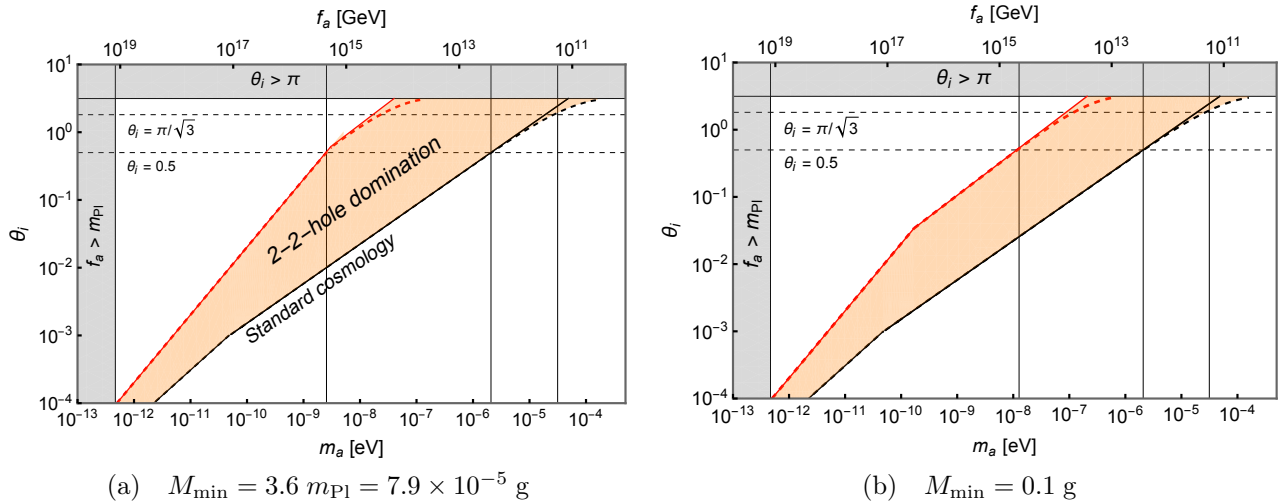 f_a [GeV]
10^19 10^17 10^15 10^13 10^11
θ_i > π
10^1
10^0
10^-1
10^-2
10^-3
10^-4
θ_i
f_a > m_Pl
θ_i = π/√3
θ_i = 0.5
2-2-hole domination
Standard cosmology
10^-13 10^-12 10^-11 10^-10 10^-9 10^-8 10^-7 10^-6 10^-5 10^-4
m_a [eV]
(a) M_min = 3.6 m_Pl = 7.9 × 10^-5 g
f_a [GeV]
10^19 10^17 10^15 10^13 10^11
θ_i > π
10^1
10^0
10^-1
10^-2
10^-3
10^-4
θ_i
f_a > m_Pl
θ_i = π/√3
θ_i = 0.5
10^-13 10^-12 10^-11 10^-10 10^-9 10^-8 10^-7 10^-6 10^-5 10^-4
m_a [eV]
(b) M_min = 0.1 g